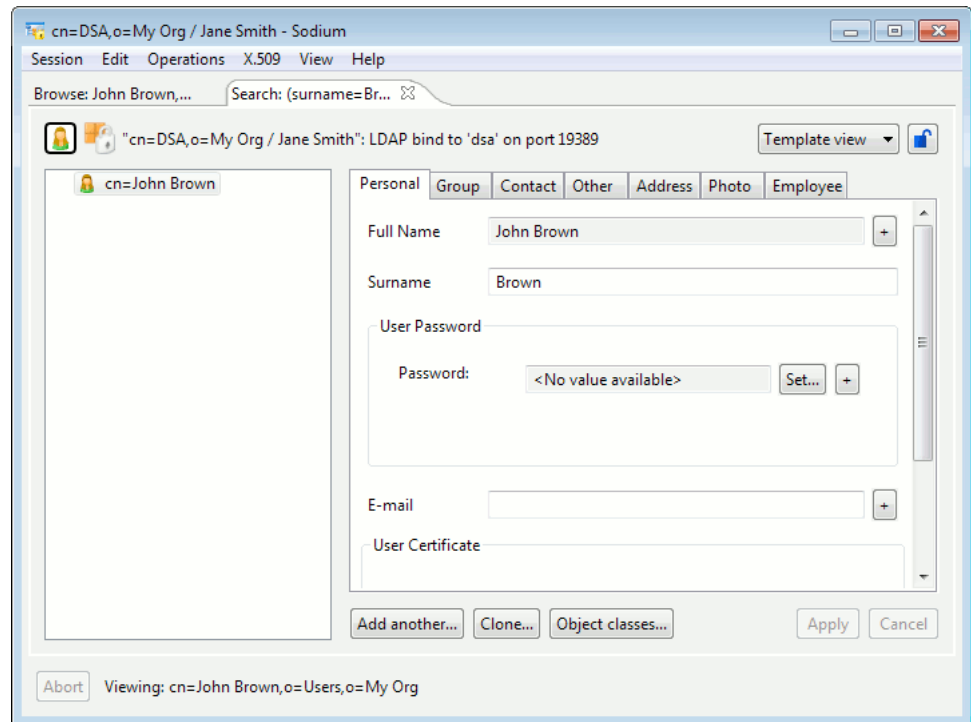 cn=DSA,o=My Org / Jane Smith - Sodium
Session Edit Operations X.509 View Help
Browse: John Brown,... Search: (surname=Br...
"cn=DSA,o=My Org / Jane Smith": LDAP bind to 'dsa' on port 19389 Template view
cn=John Brown
Personal Group Contact Other Address Photo Employee
Full Name John Brown +
Surname Brown
User Password
Password: <No value available> Set... +
E-mail +
User Certificate
Add another... Clone... Object classes... Apply Cancel
Abort Viewing: cn=John Brown,o=Users,o=My Org